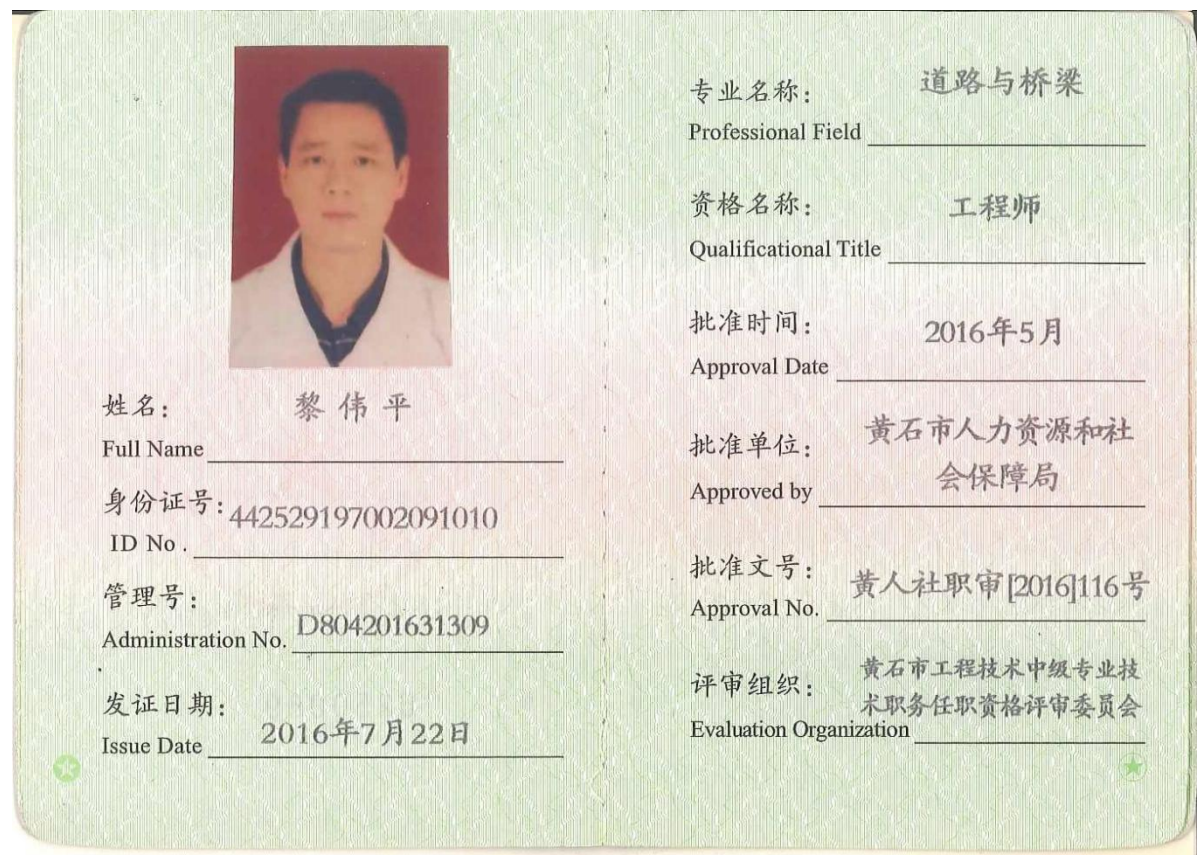 姓名： 黎伟平
Full Name
身份证号： 442529197002091010
ID No .
管理号：
Administration No. D804201631309
发证日期：
Issue Date 2016年7月22日
专业名称： 道路与桥梁
Professional Field
资格名称： 工程师
Qualificational Title
批准时间： 2016年5月
Approval Date
批准单位： 黄石市人力资源和社
会保障局
Approved by
批准文号： 黄人社职审[2016]116号
Approval No.
评审组织： 黄石市工程技术中级专业技
术职务任职资格评审委员会
Evaluation Organization